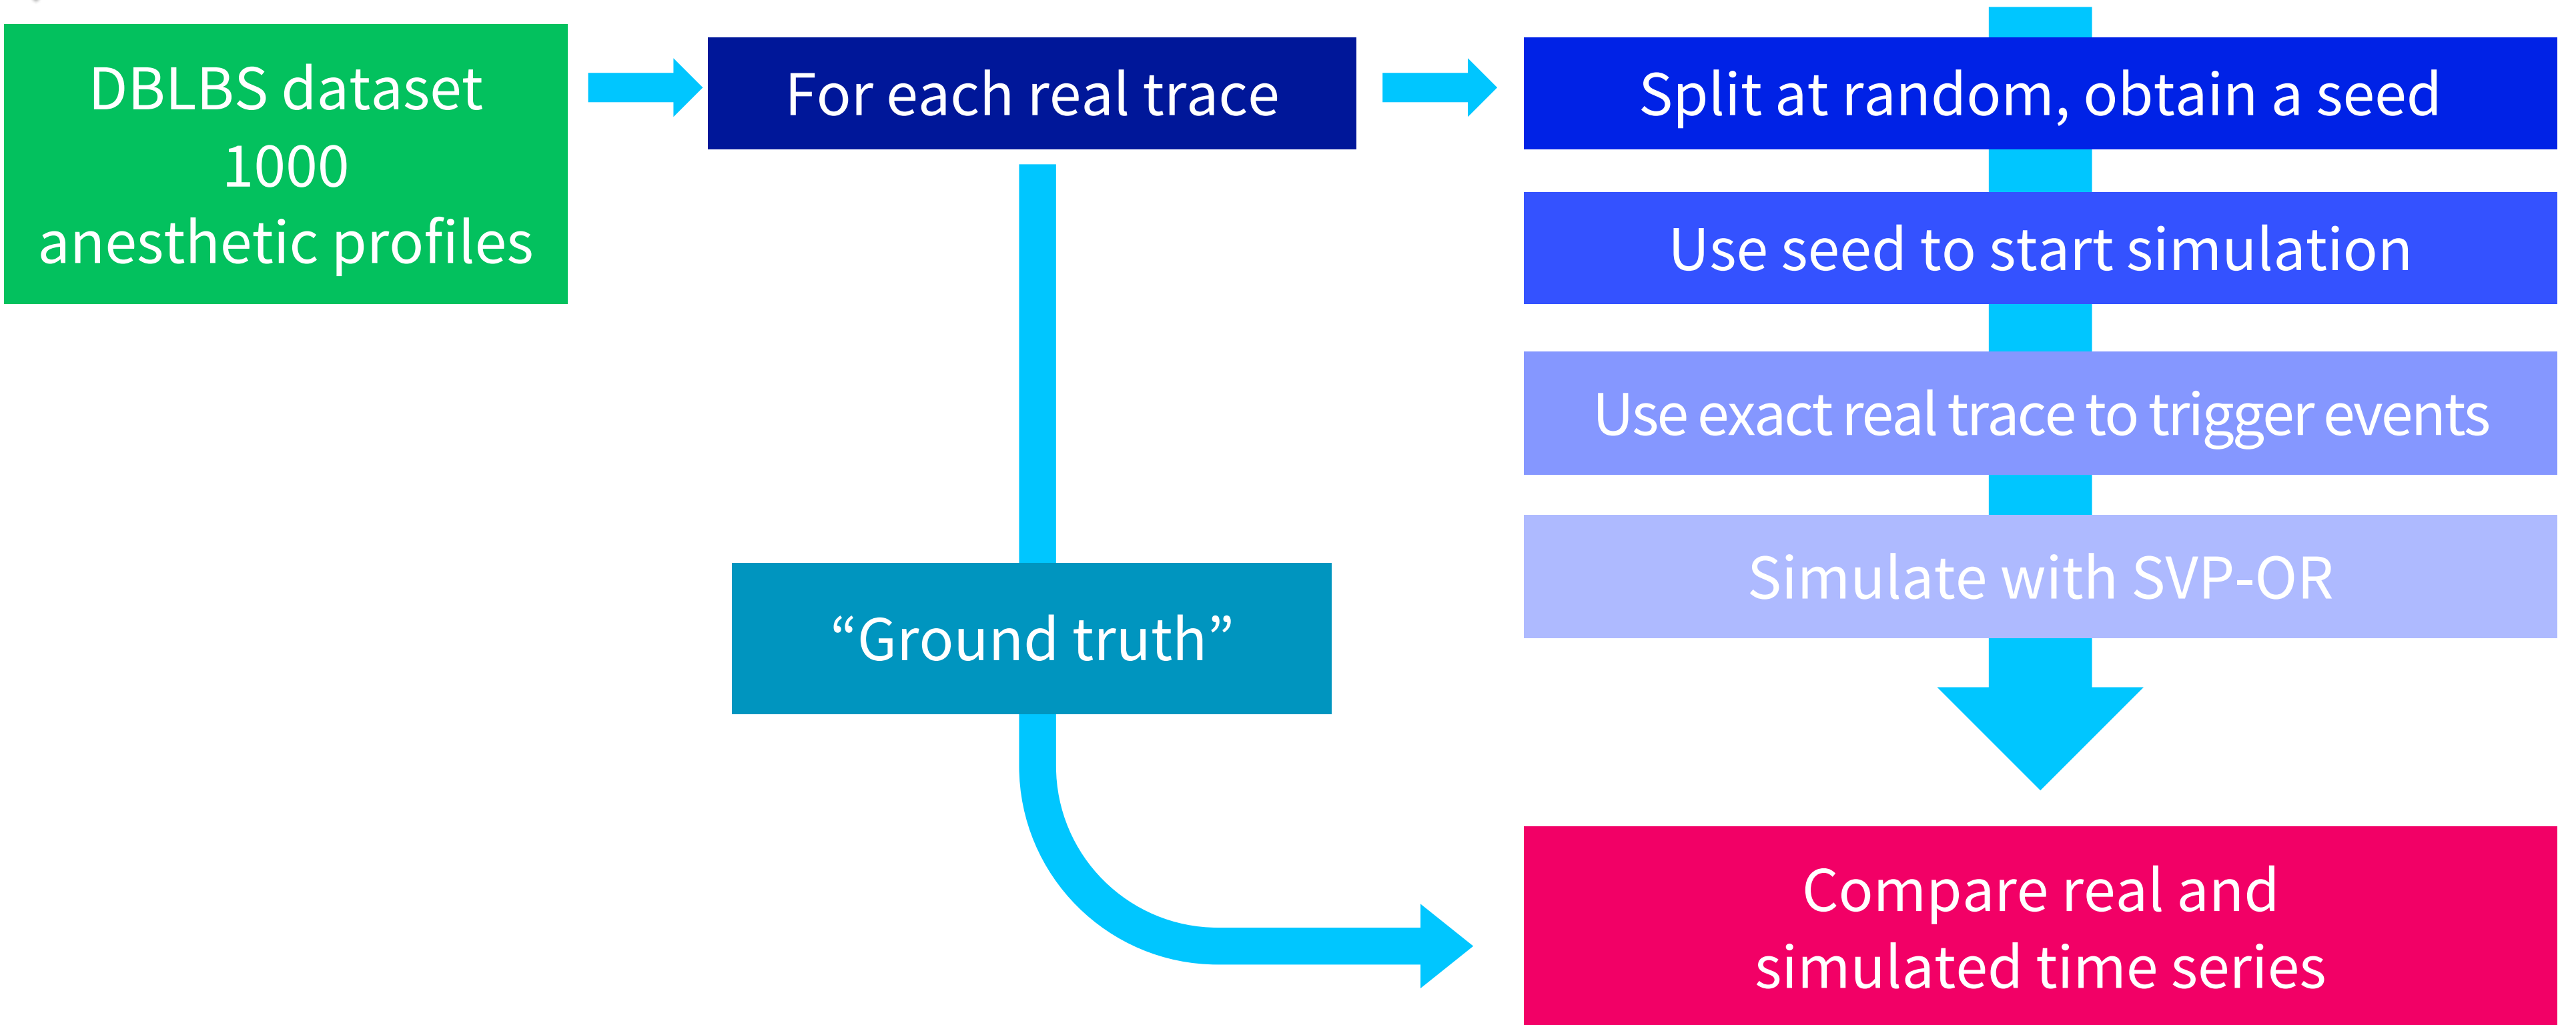 DBLBS dataset
1000
anesthetic profiles
For each real trace
Split at random, obtain a seed
Use seed to start simulation
Use exact real trace to trigger events
Simulate with SVP-OR
“Ground truth”
Compare real and
simulated time series